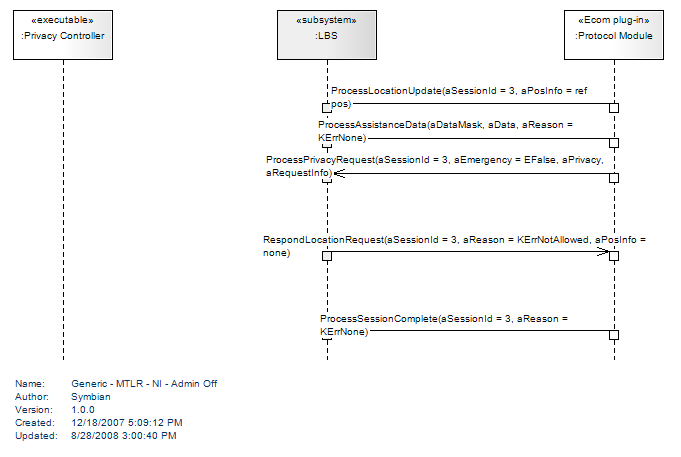 «executable»
:Privacy Controller
«subsystem»
:LBS
«Ecom plug-in»
:Protocol Module
ProcessLocationUpdate(aSessionId = 3, aPosInfo = ref
pos)
ProcessAssistanceData(aDataMask, aData, aReason =
KErrNone)
ProcessPrivacyRequest(aSessionId = 3, aEmergency = EFalse, aPrivacy,
aRequestInfo)
RespondLocationRequest(aSessionId = 3, aReason = KErrNotAllowed, aPosInfo =
none)
ProcessSessionComplete(aSessionId = 3, aReason =
KErrNone)
Name: Generic - MTLR - NI - Admin Off
Author: Symbian
Version: 1.0.0
Created: 12/18/2007 5:09:12 PM
Updated: 8/28/2008 3:00:40 PM